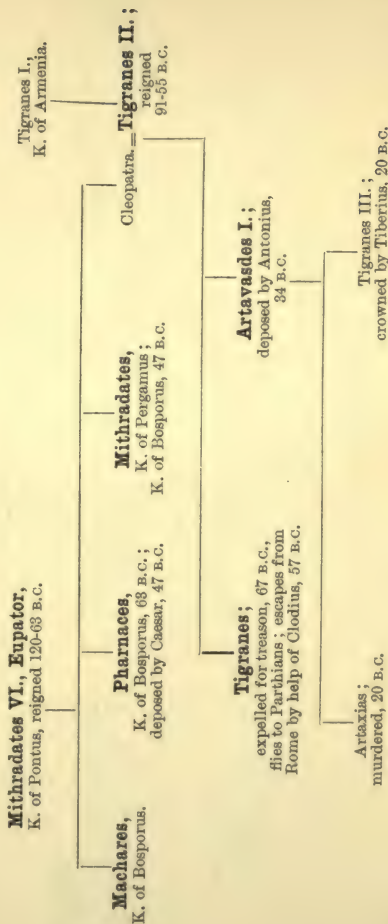 Mithradates VI., Eupator,
K. of Pontus, reigned 120-63 B.C.
Tigranes I.,
K. of Armenia.
Machares,
K. of Bosporus.
Pharnaces,
K. of Bosporus, 63 B.C.;
deposed by Caesar, 47 B.C.
Mithradates,
K. of Pergamus;
K. of Bosporus, 47 B.C.
Cleopatra.=Tigranes II.;
reigned
91-55 B.C.
Tigranes;
expelled for treason, 67 B.C.,
flies to Parthians; escapes from
Rome by help of Clodius, 57 B.C.
Artavasdes I.;
deposed by Antonius,
34 B.C.
Artaxias;
murdered, 20 B.C.
Tigranes III.;
crowned by Tiberius, 20 B.C.